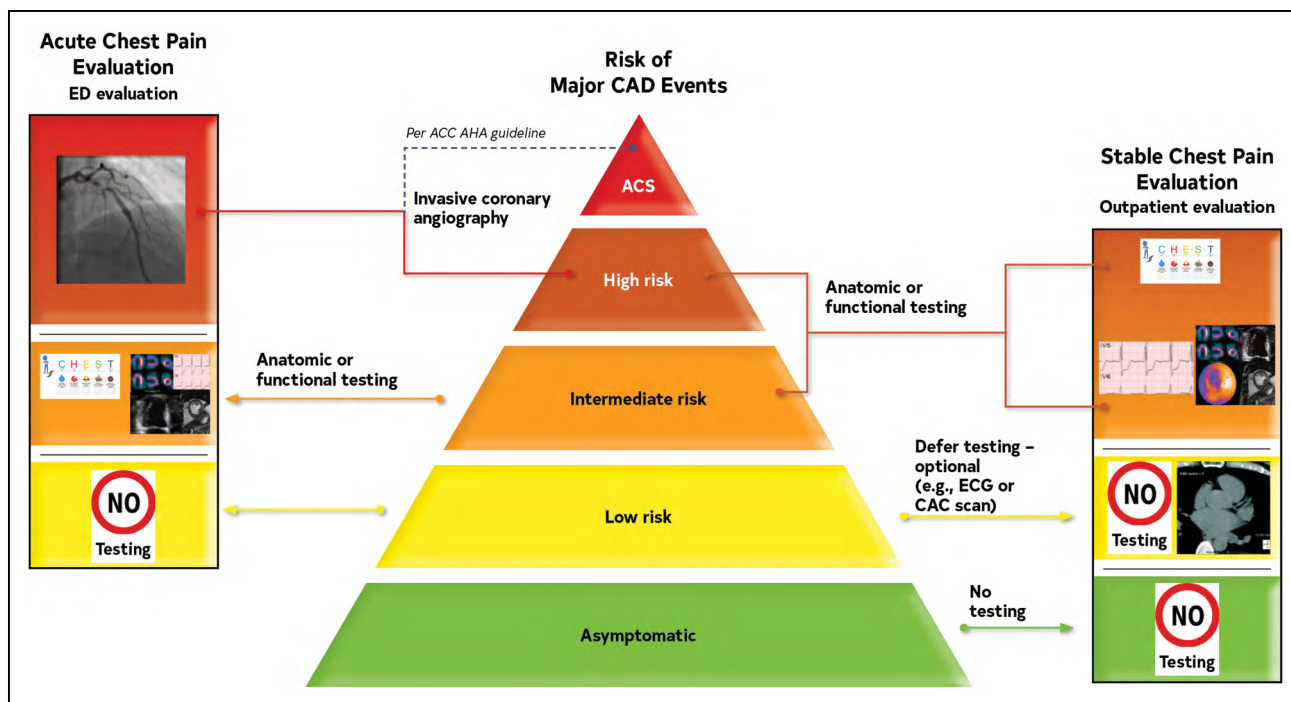 Acute Chest Pain
Evaluation
ED evaluation
Risk of
Major CAD Events
Per ACC AHA guideline
Invasive coronary
angiography
ACS
High risk
Anatomic or
functional testing
Stable Chest Pain
Evaluation
Outpatient evaluation
CHEST
V5
V6
CHEST
Anatomic or
functional testing
Intermediate risk
Defer testing –
optional
(e.g., ECG or
CAC scan)
NO
Testing
Low risk
NO
Testing
No
testing
Asymptomatic
NO
Testing